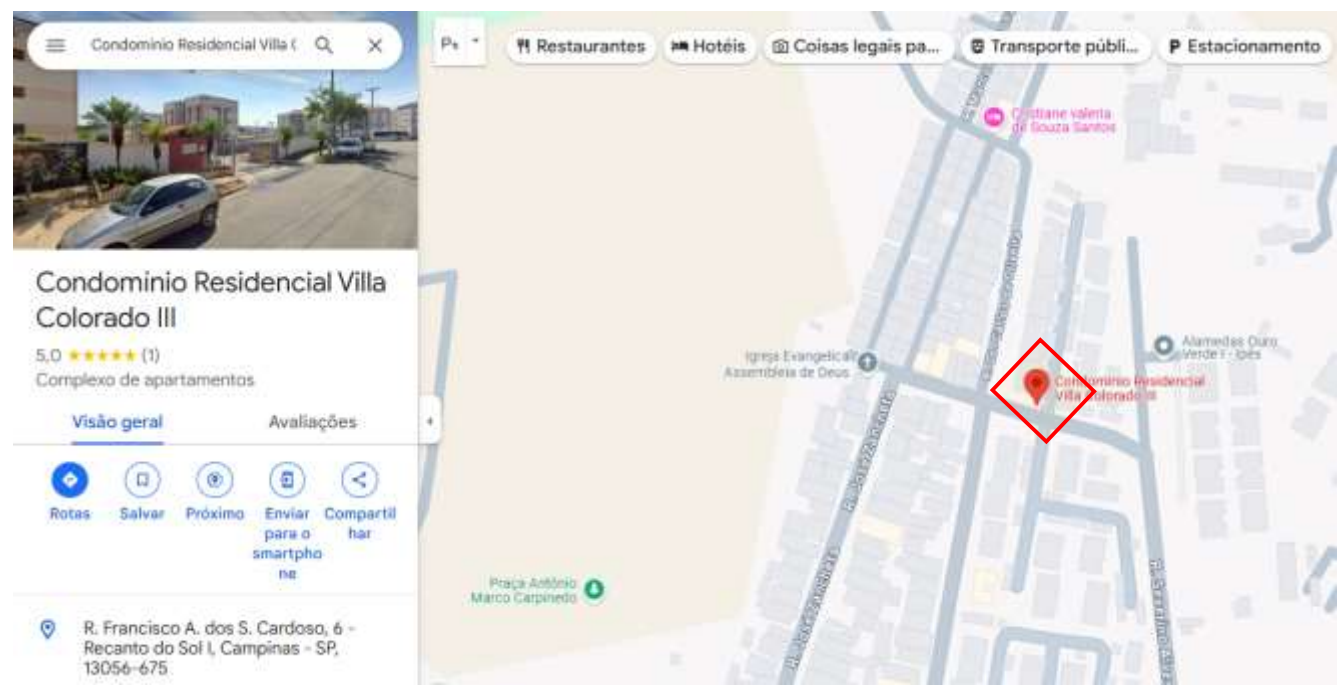 Condominio Residencial Villa (
Restaurantes
Hotéis
Coisas legais pa...
Transporte públi...
P Estacionamento
Condominio Residencial Villa
Colorado III
5,0 ★★★★★ (1)
Complexo de apartamentos
Visão geral
Avaliações
Rotas
Salvar
Próximo
Enviar
para o
smartpho
ne
Compartil
har
R. Francisco A. dos S. Cardoso, 6 -
Recanto do Sol I, Campinas - SP,
13056-675
Cristiane valeria
de Souza Santos
Igreja Evangelica
Assembleia de Deus
Alamedas Ouro
Verde I - Ipês
Condominio Residencial
Villa Colorado III
Praça Antônio
Marco Carpinedo